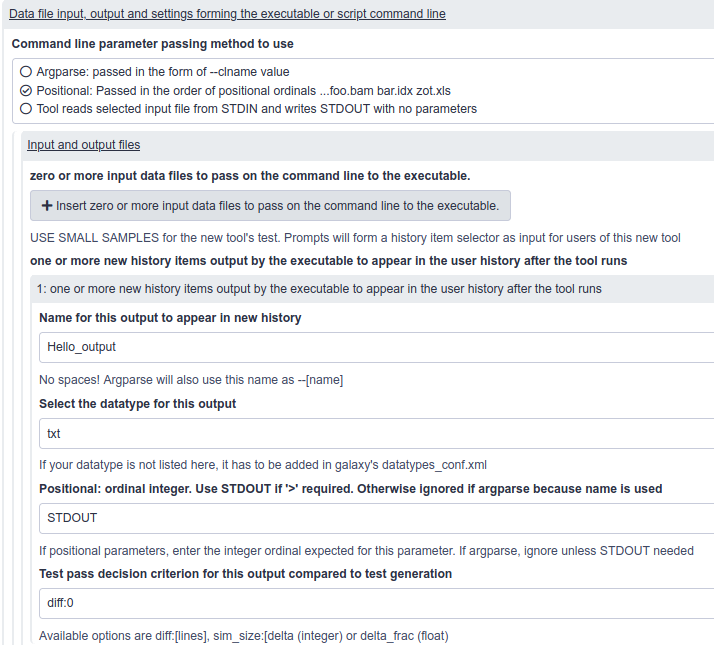 Data file input, output and settings forming the executable or script command line
Command line parameter passing method to use
Argparse: passed in the form of --clname value
Positional: Passed in the order of positional ordinals ...foo.bam bar.idx zot.xls
Tool reads selected input file from STDIN and writes STDOUT with no parameters
Input and output files
zero or more input data files to pass on the command line to the executable.
+ Insert zero or more input data files to pass on the command line to the executable.
USE SMALL SAMPLES for the new tool's test. Prompts will form a history item selector as input for users of this new tool
one or more new history items output by the executable to appear in the user history after the tool runs
1: one or more new history items output by the executable to appear in the user history after the tool runs
Name for this output to appear in new history
Hello_output
No spaces! Argparse will also use this name as --[name]
Select the datatype for this output
txt
If your datatype is not listed here, it has to be added in galaxy's datatypes_conf.xml
Positional: ordinal integer. Use STDOUT if '>' required. Otherwise ignored if argparse because name is used
STDOUT
If positional parameters, enter the integer ordinal expected for this parameter. If argparse, ignore unless STDOUT needed
Test pass decision criterion for this output compared to test generation
diff:0
Available options are diff:[lines], sim_size:[delta (integer) or delta_frac (float)